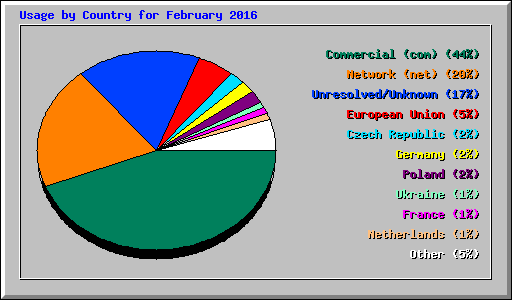 Usage by Country for February 2016
Commercial (com) (44%)
Network (net) (20%)
Unresolved/Unknown (17%)
European Union (5%)
Czech Republic (2%)
Germany (2%)
Poland (2%)
Ukraine (1%)
France (1%)
Netherlands (1%)
Other (5%)